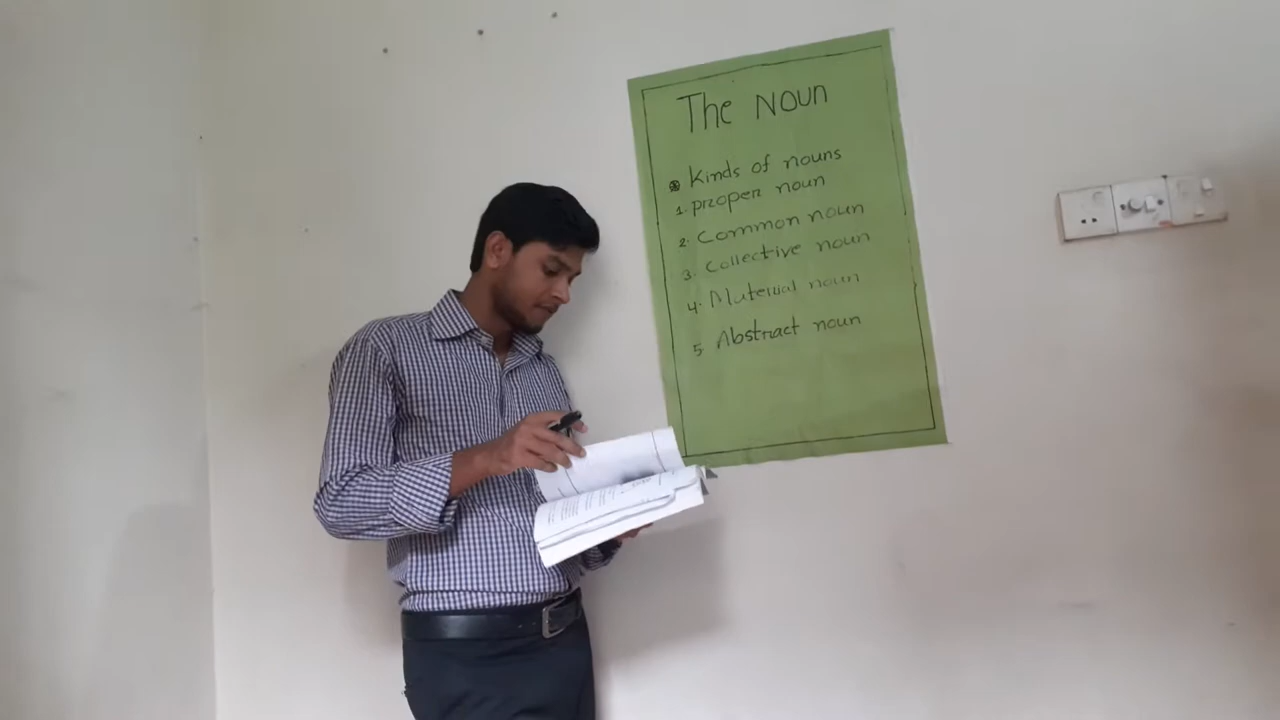 The Noun
Kinds of nouns
1. proper noun
2. Common noun
3. Collective noun
4. Material noun
5. Abstract noun